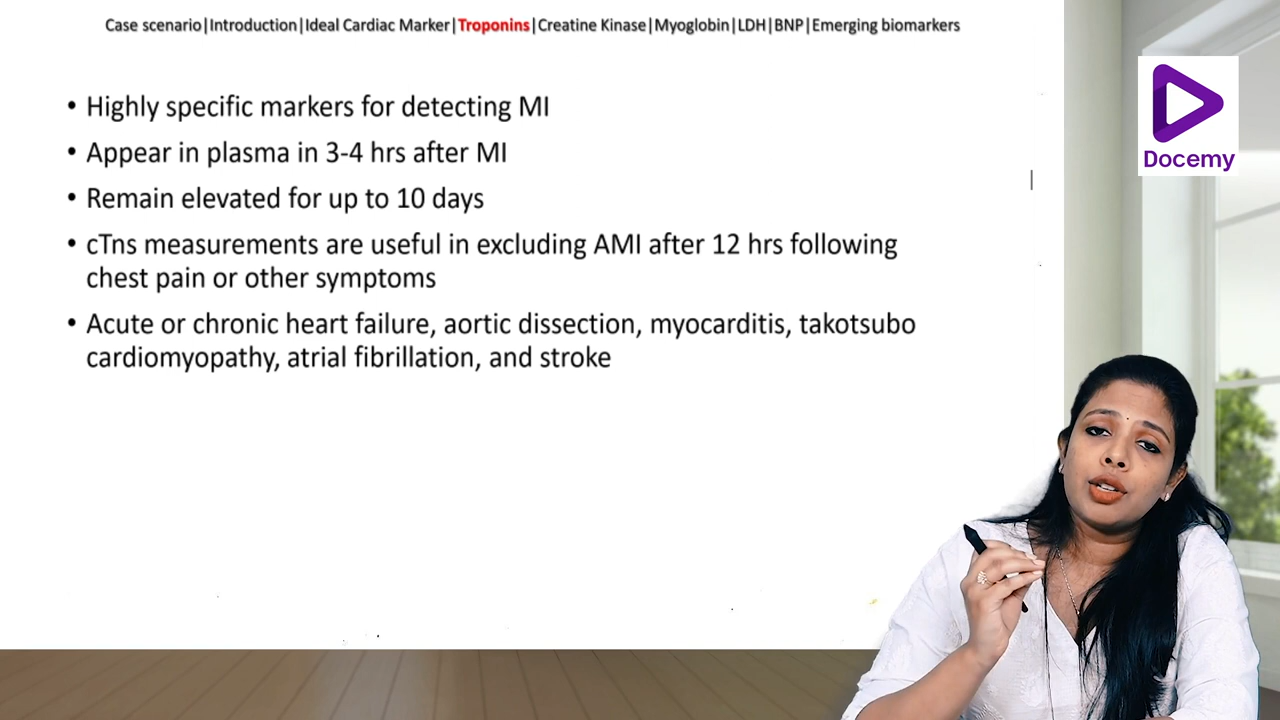 Case scenario|Introduction|Ideal Cardiac Marker|Troponins|Creatine Kinase|Myoglobin|LDH|BNP|Emerging biomarkers
Docemy
• Highly specific markers for detecting MI
• Appear in plasma in 3-4 hrs after MI
• Remain elevated for up to 10 days
• cTns measurements are useful in excluding AMI after 12 hrs following
chest pain or other symptoms
• Acute or chronic heart failure, aortic dissection, myocarditis, takotsubo
cardiomyopathy, atrial fibrillation, and stroke